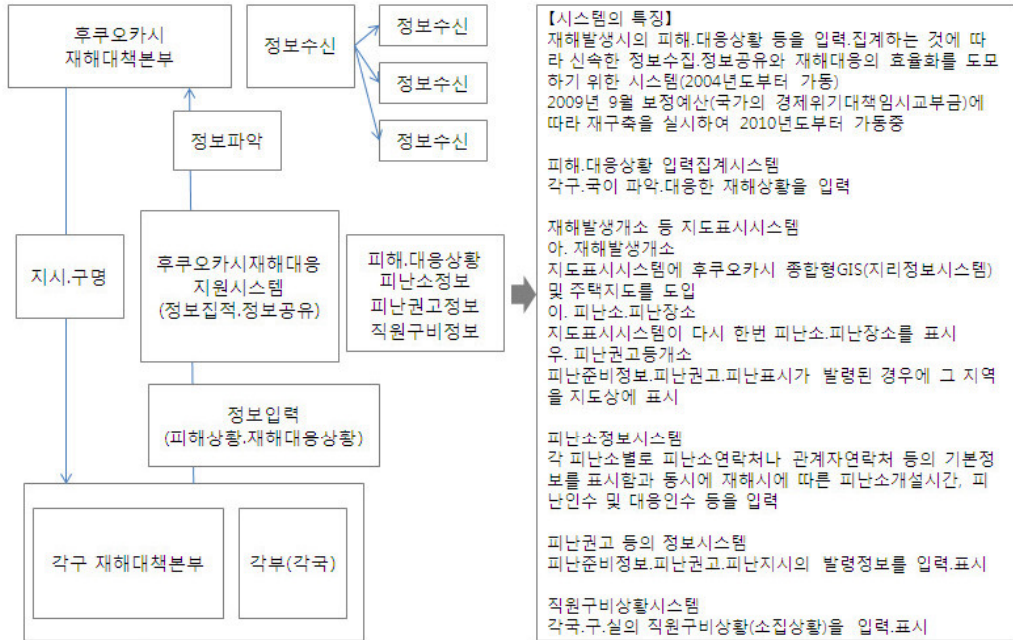 후쿠오카시
재해대책본부
정보수신
정보수신
정보수신
정보수신
정보파악
지시.구명
후쿠오카시재해대응
지원시스템
(정보집적.정보공유)
피해.대응상황
피난소정보
피난권고정보
직원구비정보
정보입력
(피해상황.재해대응상황)
각구 재해대책본부
각부(각국)
【시스템의 특징】
재해발생시의 피해.대응상황 등을 입력.집계하는 것에 따
라 신속한 정보수집.정보공유와 재해대응의 효율화를 도모
하기 위한 시스템(2004년도부터 가동)
2009년 9월 보정예산(국가의 경제위기대책임시교부금)에
따라 재구축을 실시하여 2010년도부터 가동중
피해.대응상황 입력집계시스템
각구.국이 파악.대응한 재해상황을 입력
재해발생개소 등 지도표시시스템
아. 재해발생개소
지도표시시스템에 후쿠오카시 종합형GIS(지리정보시스템)
및 주택지도를 도입
이. 피난소.피난장소
지도표시시스템이 다시 한번 피난소.피난장소를 표시
우. 피난권고등개소
피난준비정보.피난권고.피난표시가 발령된 경우에 그 지역
을 지도상에 표시
피난소정보시스템
각 피난소별로 피난소연락처나 관계자연락처 등의 기본정
보를 표시함과 동시에 재해시에 따른 피난소개설시간, 피
난인수 및 대응인수 등을 입력
피난권고 등의 정보시스템
피난준비정보.피난권고.피난지시의 발령정보를 입력.표시
직원구비상황시스템
각국.구.실의 직원구비상황(소집상황)을 입력.표시